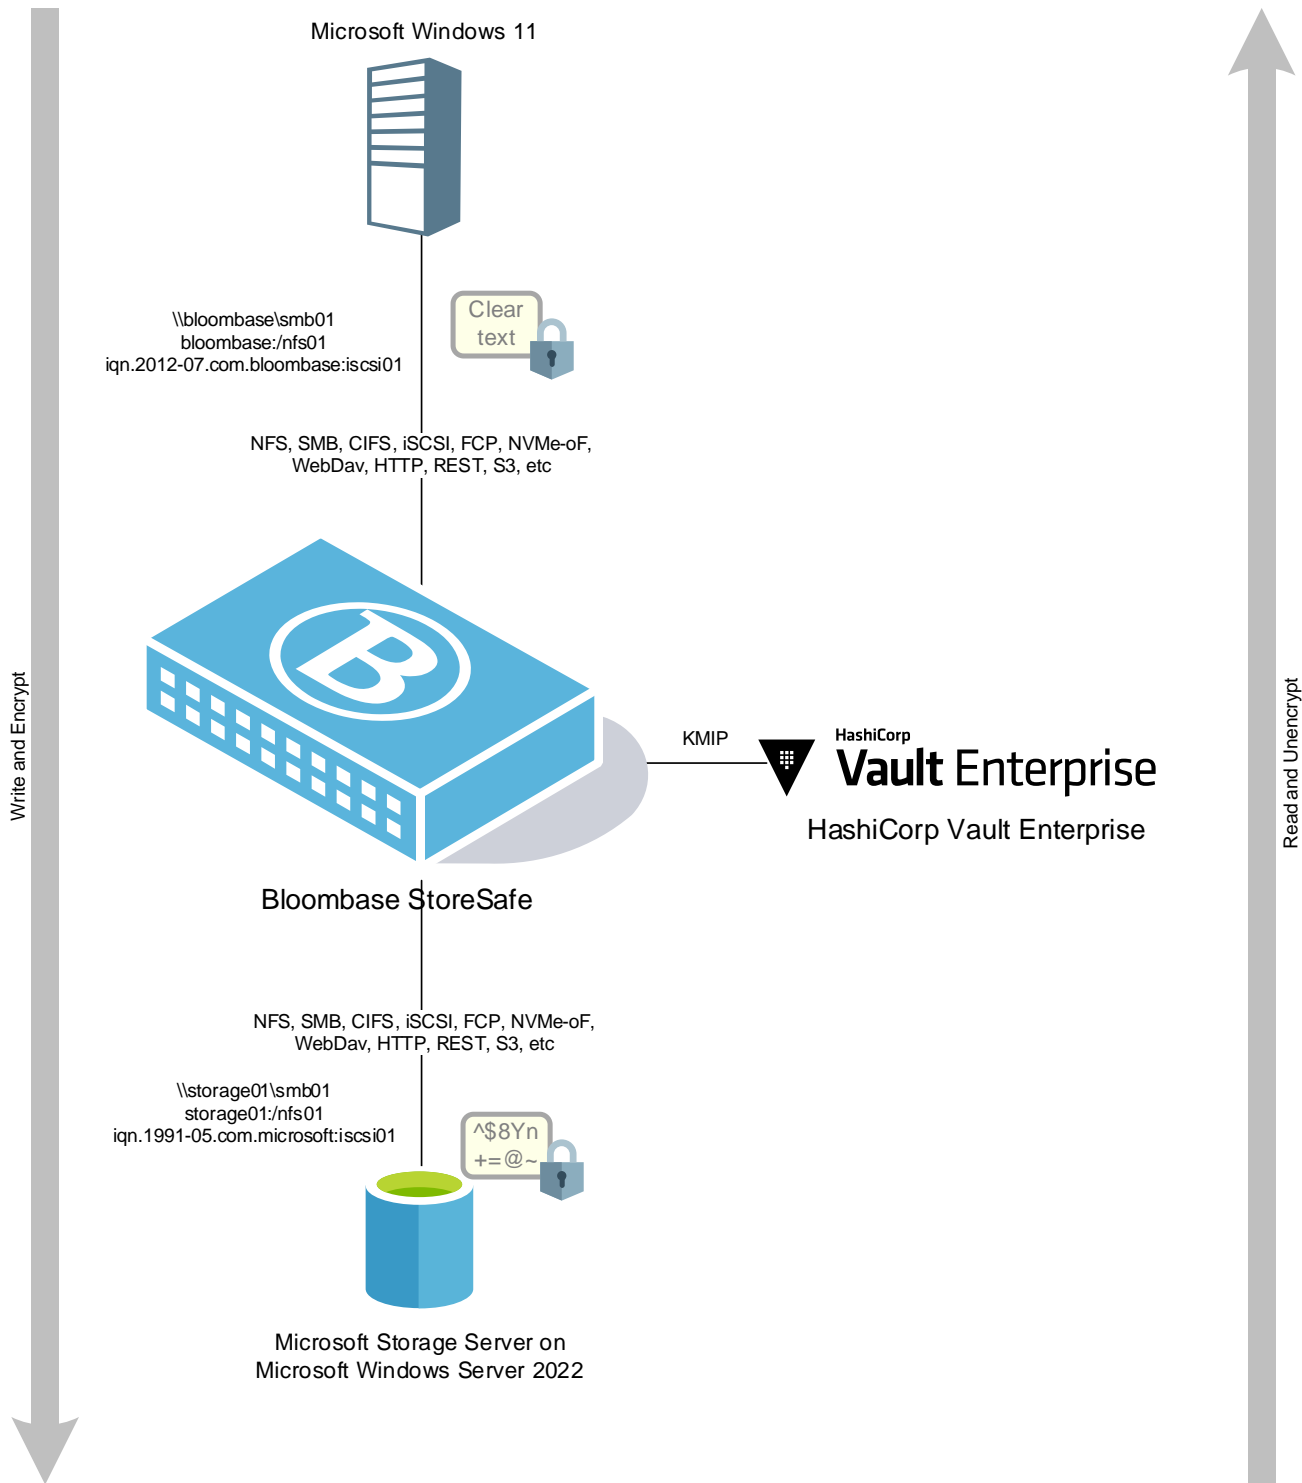 Microsoft Windows 11
Clear
text
\\bloombase\smb01
bloombase:/nfs01
iqn.2012-07.com.bloombase:iscsi01
NFS, SMB, CIFS, iSCSI, FCP, NVMe-oF,
WebDav, HTTP, REST, S3, etc
B
Write and Encrypt
Read and Unencrypt
KMIP
HashiCorp
Vault Enterprise
HashiCorp Vault Enterprise
Bloombase StoreSafe
NFS, SMB, CIFS, iSCSI, FCP, NVMe-oF,
WebDav, HTTP, REST, S3, etc
\\storage01\smb01
storage01:/nfs01
iqn.1991-05.com.microsoft:iscsi01
^$8Yn
+=@~
Microsoft Storage Server on
Microsoft Windows Server 2022